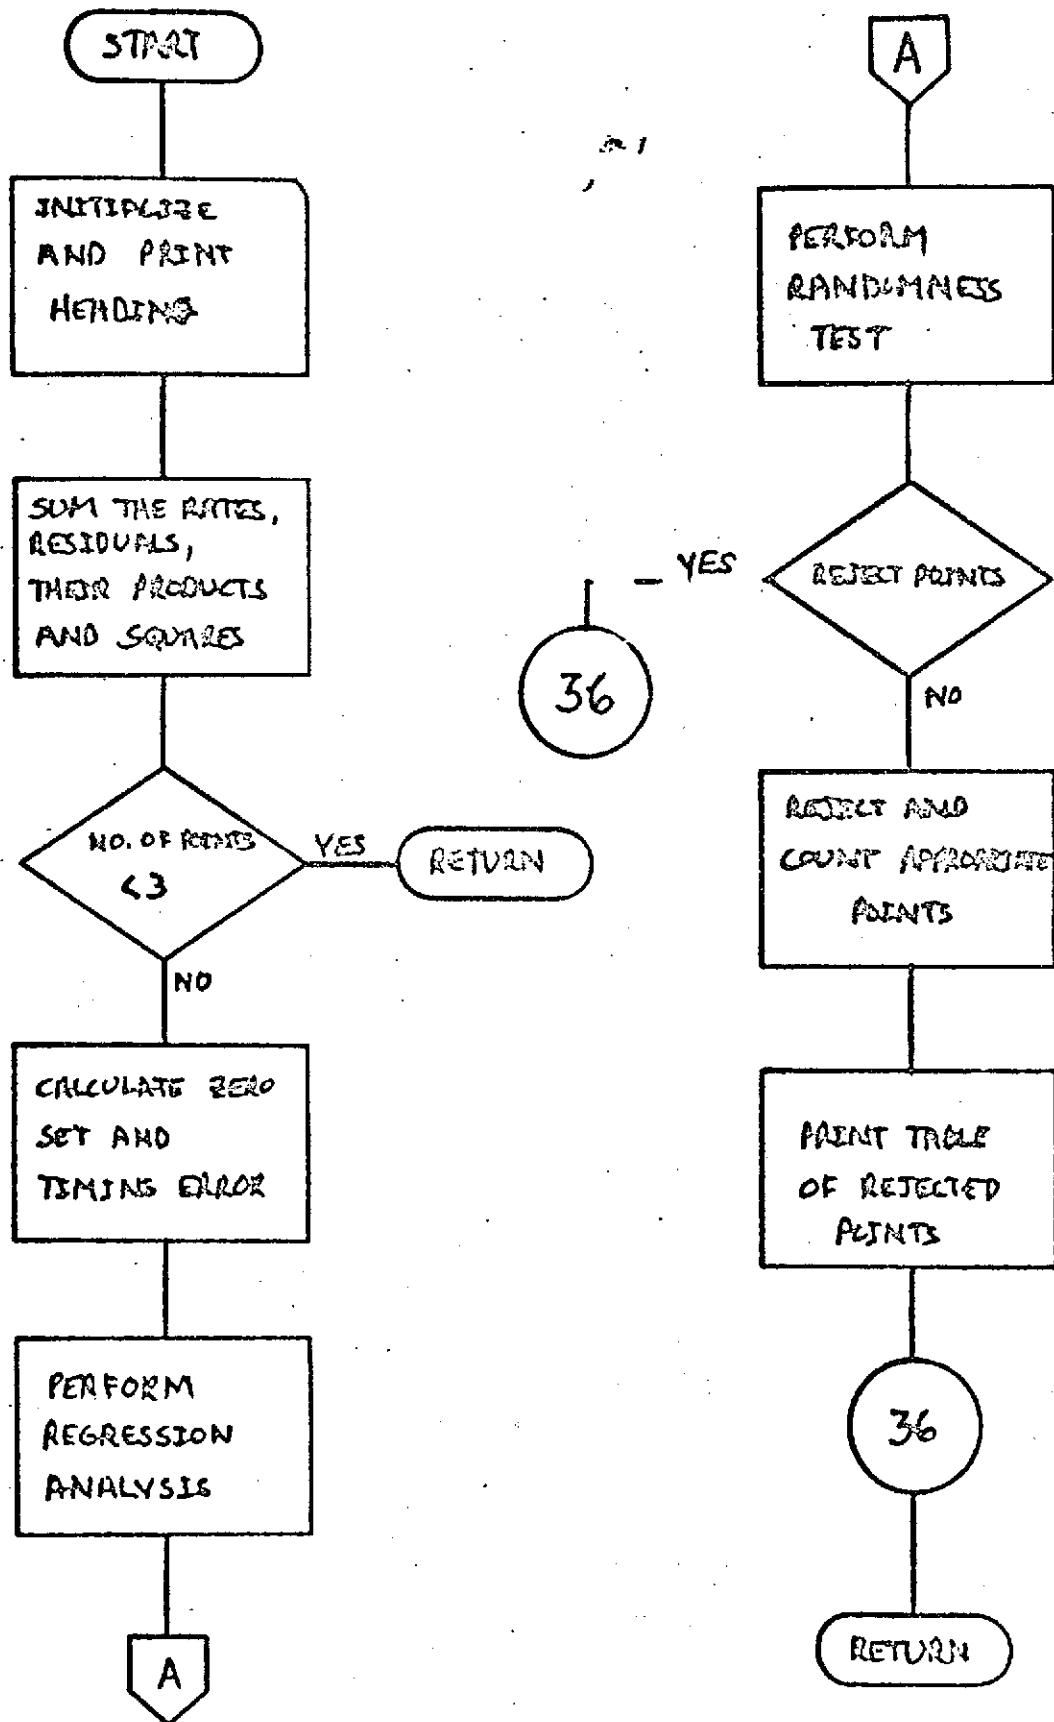 START
INITIALIZE
AND PRINT
HEADING
SUM THE RATES,
RESIDUALS,
THEIR PRODUCTS
AND SQUARES
NO. OF POINTS
<3
YES
RETURN
NO
CALCULATE ZERO
SET AND
TIMING ERROR
PERFORM
REGRESSION
ANALYSIS
A
A
PERFORM
RANDOMNESS
TEST
REJECT POINTS
YES
36
NO
REJECT AND
COUNT APPROPRIATE
POINTS
PRINT TABLE
OF REJECTED
POINTS
36
RETURN